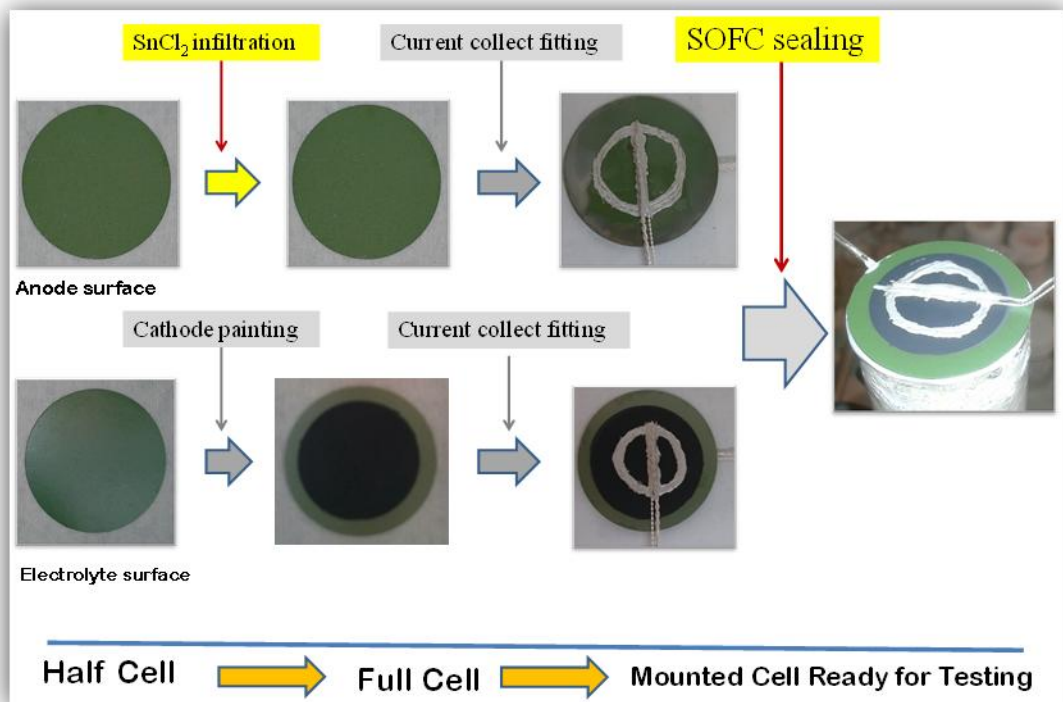 SnCl₂ infiltration
Current collect fitting
SOFC sealing
Anode surface
Cathode painting
Current collect fitting
Electrolyte surface
Half Cell
Full Cell
Mounted Cell Ready for Testing